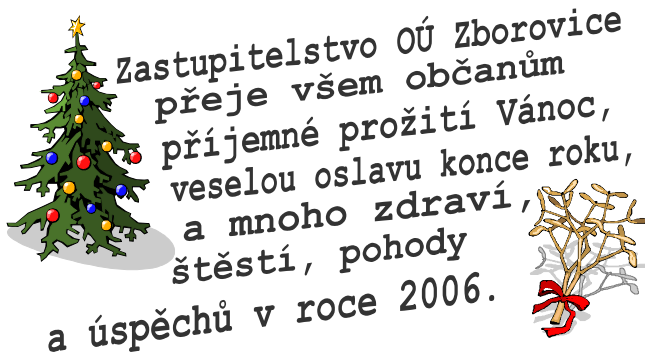 Zastupitelstvo OÚ Zborovice
přeje všem občanům
příjemné prožití Vánoc,
veselou oslavu konce roku,
a mnoho zdraví,
štěstí, pohody
a úspěchů v roce 2006.